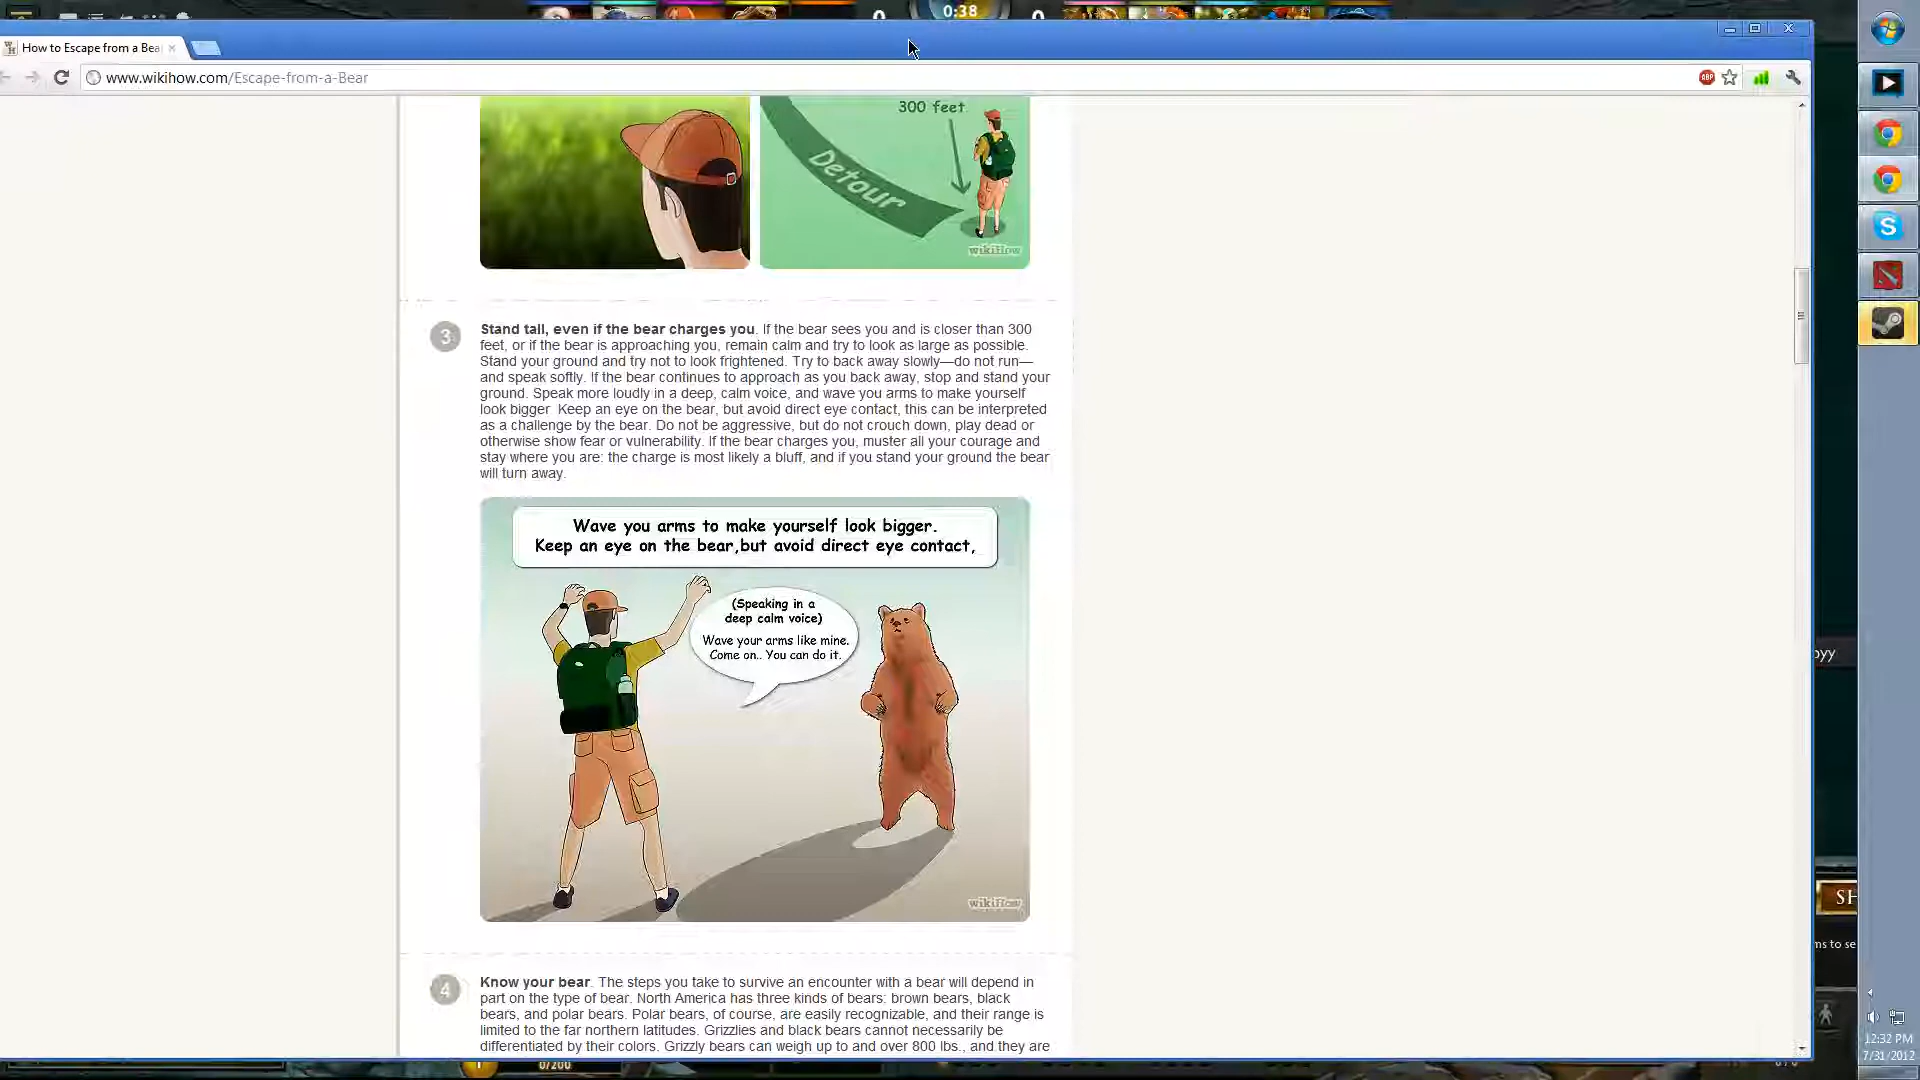 0:38
0
0
How to Escape from a Bea
www.wikihow.com/Escape-from-a-Bear
ABP
300 feet
Detour
wikiHow
3
Stand tall, even if the bear charges you. If the bear sees you and is closer than 300
feet, or if the bear is approaching you, remain calm and try to look as large as possible.
Stand your ground and try not to look frightened. Try to back away slowly—do not run—
and speak softly. If the bear continues to approach as you back away, stop and stand your
ground. Speak more loudly in a deep, calm voice, and wave you arms to make yourself
look bigger Keep an eye on the bear, but avoid direct eye contact, this can be interpreted
as a challenge by the bear. Do not be aggressive, but do not crouch down, play dead or
otherwise show fear or vulnerability. If the bear charges you, muster all your courage and
stay where you are: the charge is most likely a bluff, and if you stand your ground the bear
will turn away.
Wave you arms to make yourself look bigger.
Keep an eye on the bear,but avoid direct eye contact,
(Speaking in a
deep calm voice)
Wave your arms like mine.
Come on.. You can do it.
wikiHow
4
Know your bear. The steps you take to survive an encounter with a bear will depend in
part on the type of bear. North America has three kinds of bears: brown bears, black
bears, and polar bears. Polar bears, of course, are easily recognizable, and their range is
limited to the far northern latitudes. Grizzlies and black bears cannot necessarily be
differentiated by their colors. Grizzly bears can weigh up to and over 800 lbs., and they are
oyy
SH
ms to se
1
0/200
12:32 PM
7/31/2012